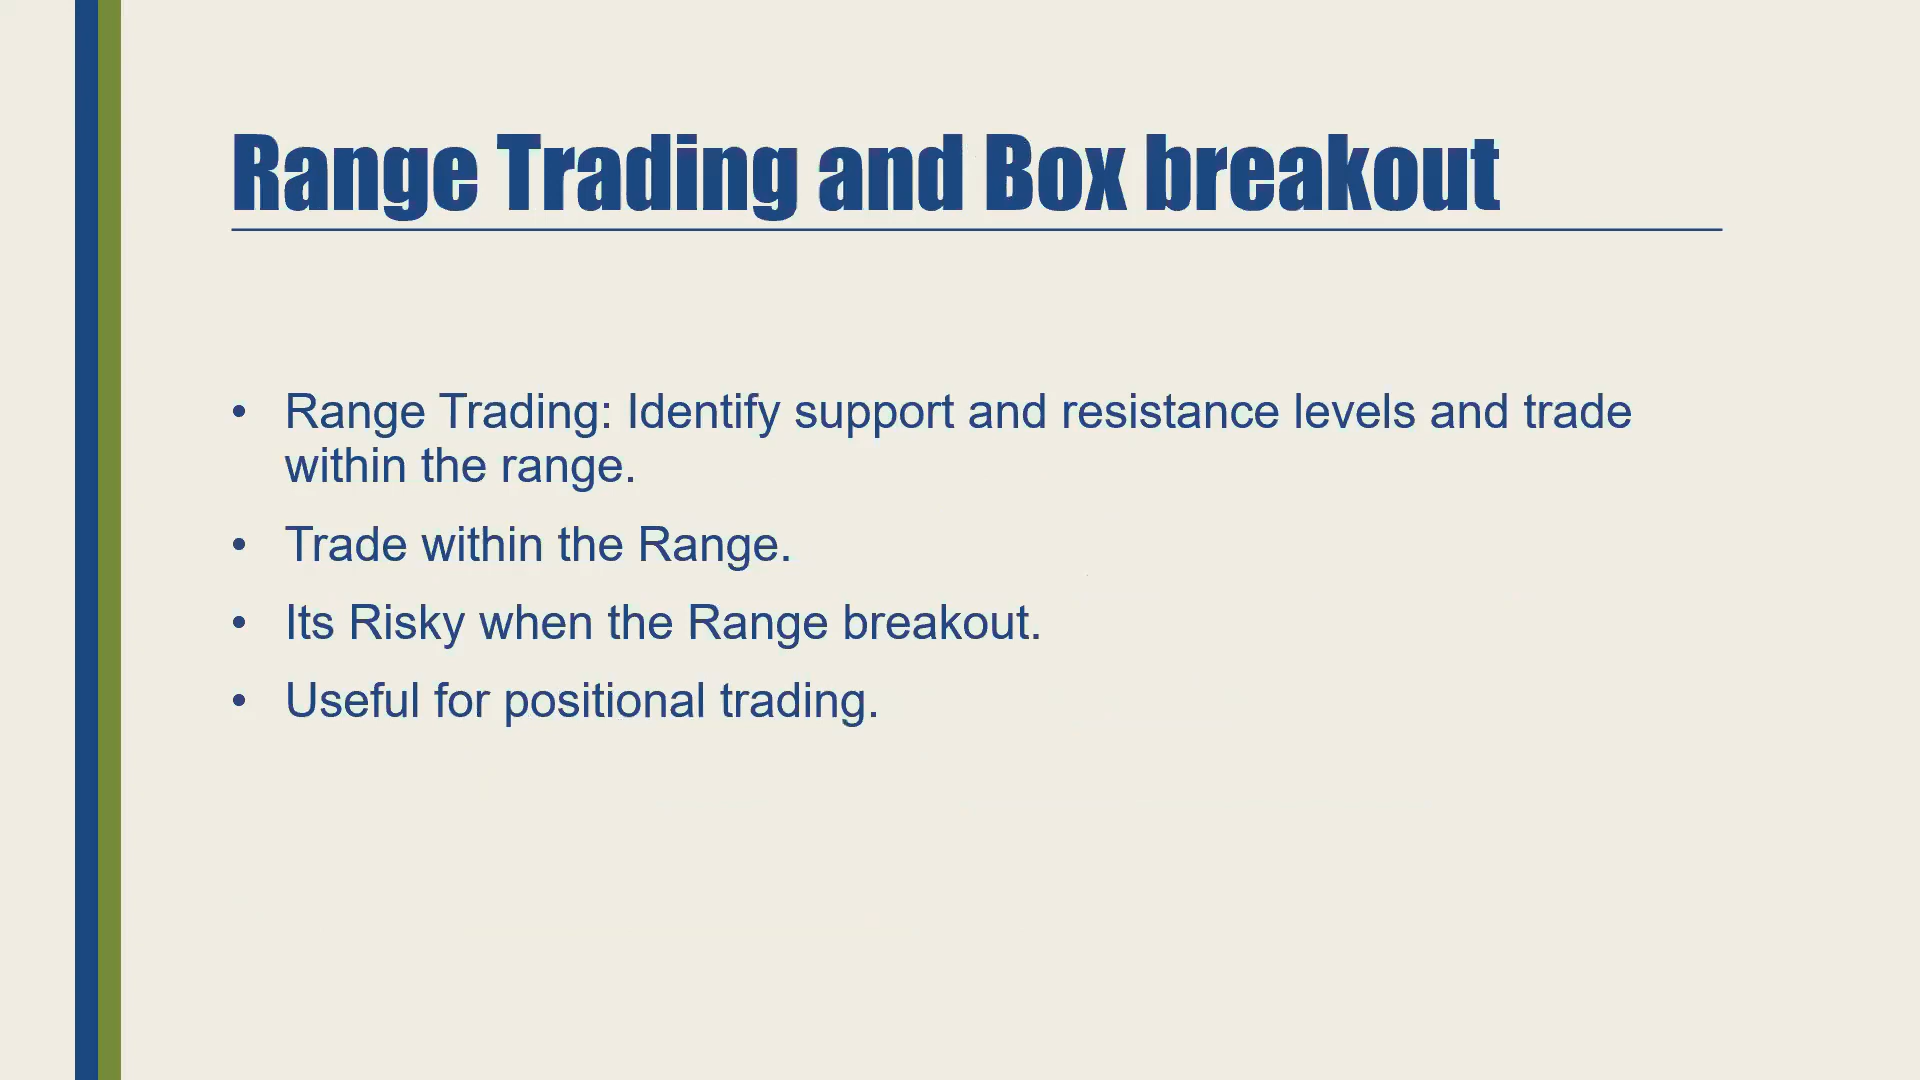 Range Trading and Box breakout
• Range Trading: Identify support and resistance levels and trade
within the range.
• Trade within the Range.
• Its Risky when the Range breakout.
• Useful for positional trading.